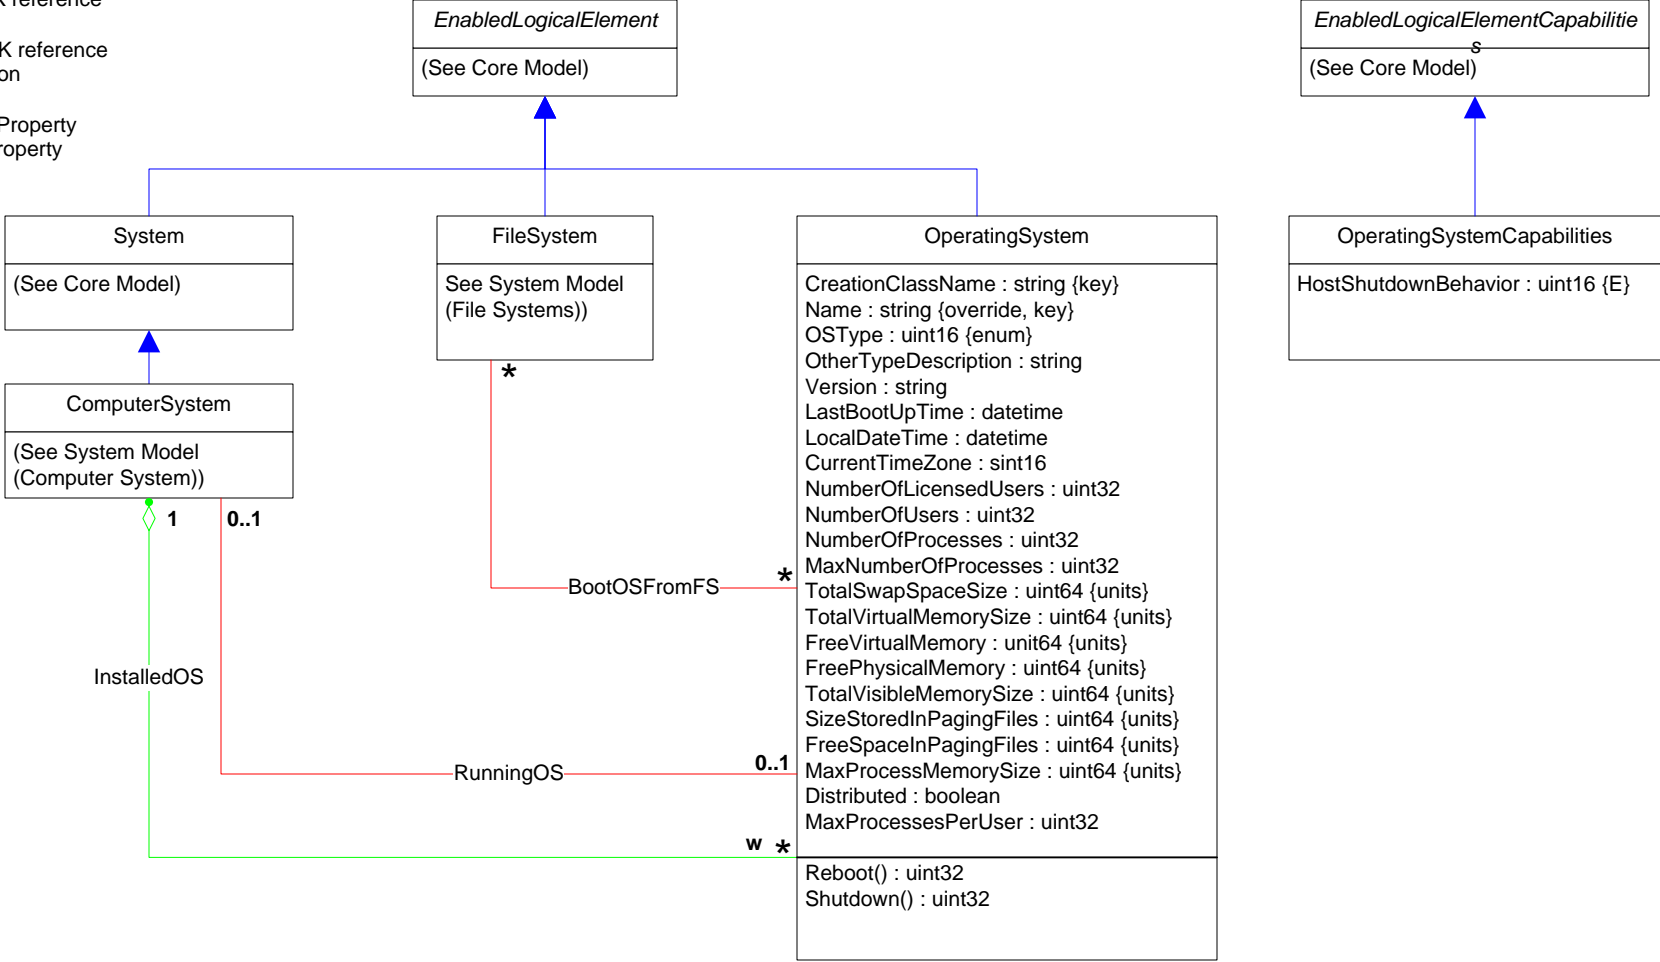 reference
K reference
on
Property
roperty
EnabledLogicalElement
(See Core Model)
EnabledLogicalElementCapabilitie
s
(See Core Model)
System
(See Core Model)
FileSystem
See System Model
(File Systems))
OperatingSystem
CreationClassName : string {key}
Name : string {override, key}
OSType : uint16 {enum}
OtherTypeDescription : string
Version : string
LastBootUpTime : datetime
LocalDateTime : datetime
CurrentTimeZone : sint16
NumberOfLicensedUsers : uint32
NumberOfUsers : uint32
NumberOfProcesses : uint32
MaxNumberOfProcesses : uint32
TotalSwapSpaceSize : uint64 {units}
TotalVirtualMemorySize : uint64 {units}
FreeVirtualMemory : unit64 {units}
FreePhysicalMemory : uint64 {units}
TotalVisibleMemorySize : uint64 {units}
SizeStoredInPagingFiles : uint64 {units}
FreeSpaceInPagingFiles : uint64 {units}
MaxProcessMemorySize : uint64 {units}
Distributed : boolean
MaxProcessesPerUser : uint32
Reboot() : uint32
Shutdown() : uint32
OperatingSystemCapabilities
HostShutdownBehavior : uint16 {E}
ComputerSystem
(See System Model
(Computer System))
1
0..1
*
BootOSFromFS
*
InstalledOS
RunningOS
0..1
w *